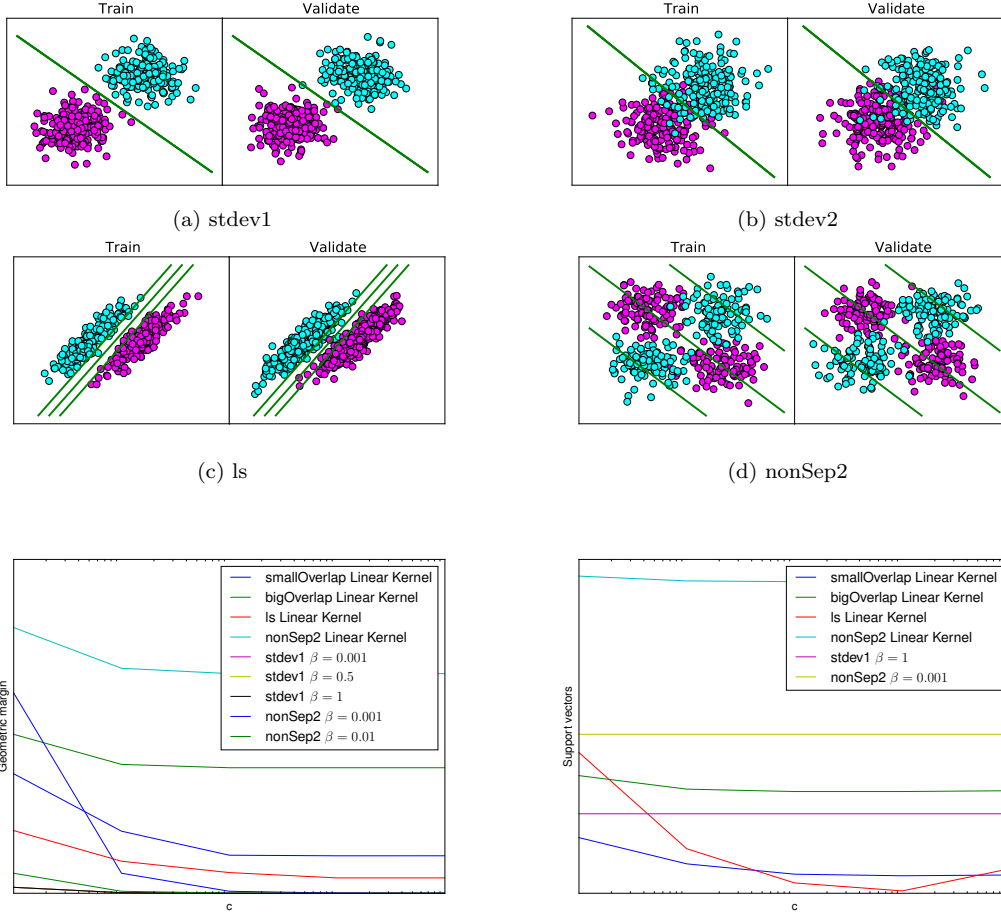 Train
Validate
Train
Validate
(a) stdev1
(b) stdev2
Train
Validate
Train
Validate
(c) ls
(d) nonSep2
smallOverlap Linear Kernel
bigOverlap Linear Kernel
ls Linear Kernel
nonSep2 Linear Kernel
stdev1 β = 0.001
stdev1 β = 0.5
stdev1 β = 1
nonSep2 β = 0.001
nonSep2 β = 0.01
Geometric margin
c
smallOverlap Linear Kernel
bigOverlap Linear Kernel
ls Linear Kernel
nonSep2 Linear Kernel
stdev1 β = 1
nonSep2 β = 0.001
Support vectors
c